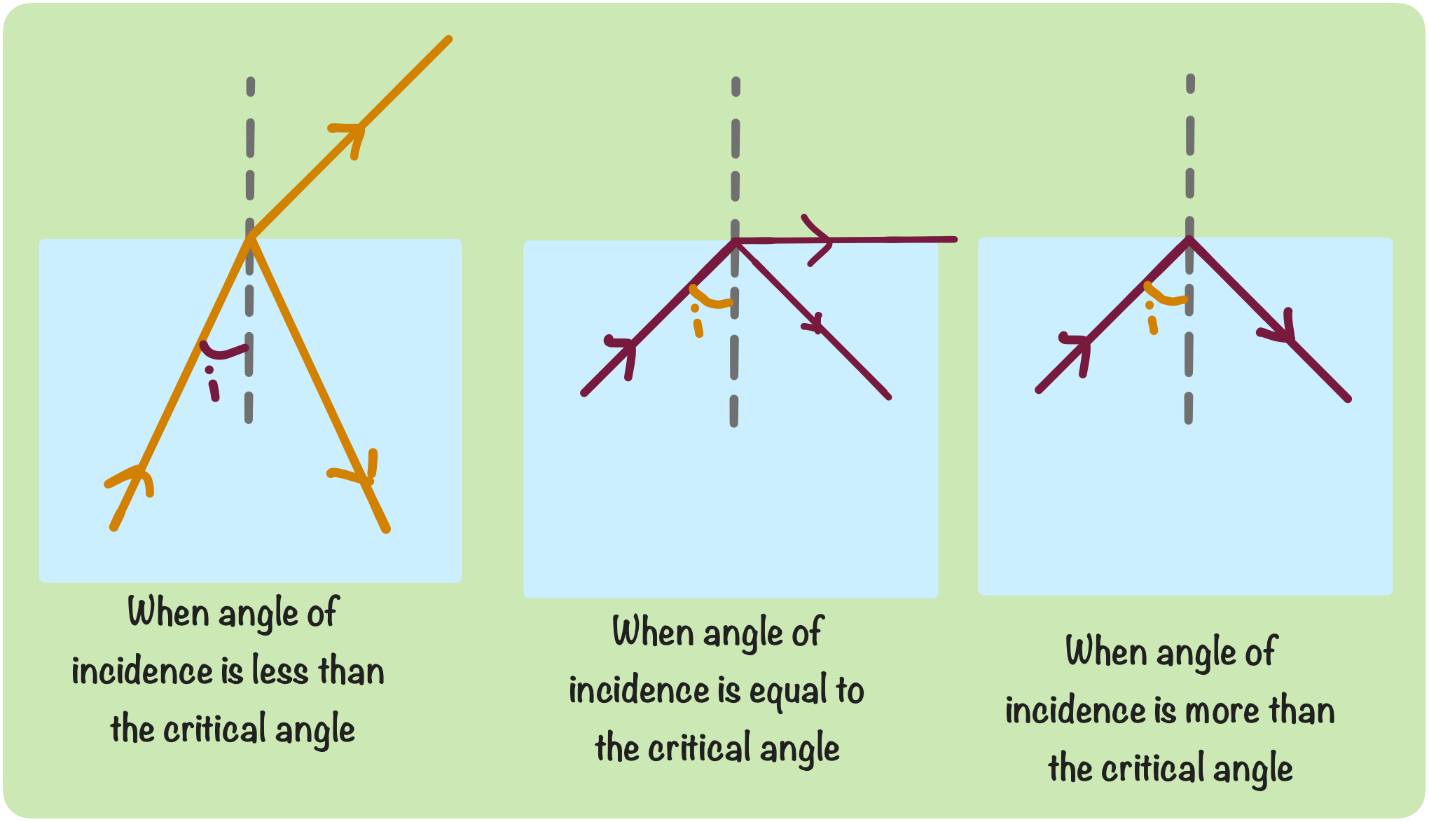 i
i
i
When angle of
incidence is less than
the critical angle
When angle of
incidence is equal to
the critical angle
When angle of
incidence is more than
the critical angle